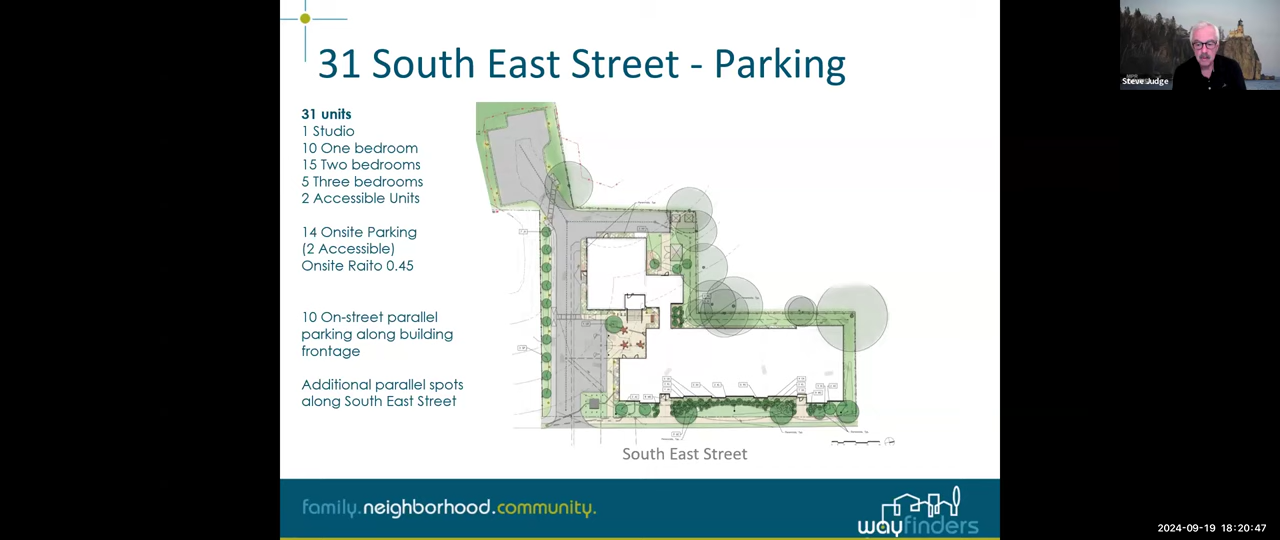 31 South East Street - Parking
31 units
1 Studio
10 One bedroom
15 Two bedrooms
5 Three bedrooms
2 Accessible Units
14 Onsite Parking
(2 Accessible)
Onsite Raito 0.45
10 On-street parallel
parking along building
frontage
Additional parallel spots
along South East Street
South East Street
family.neighborhood.community.
wayfinders
Steve Judge
2024-09-19 18:20:47